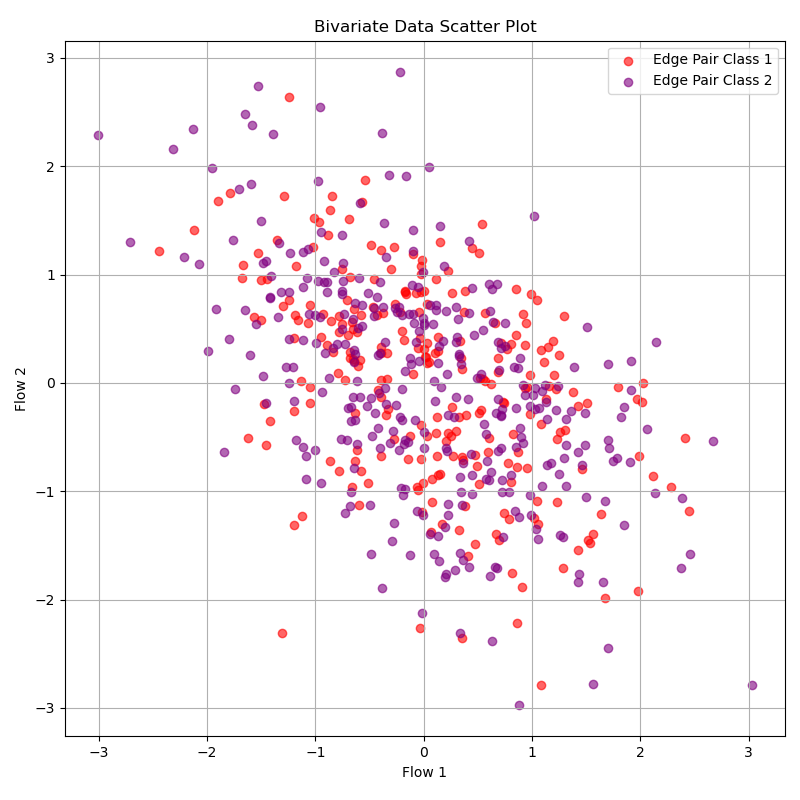 Bivariate Data Scatter Plot
Edge Pair Class 1
Edge Pair Class 2
3
2
1
0
−1
−2
−3
Flow 2
−3 −2 −1 0 1 2 3
Flow 1